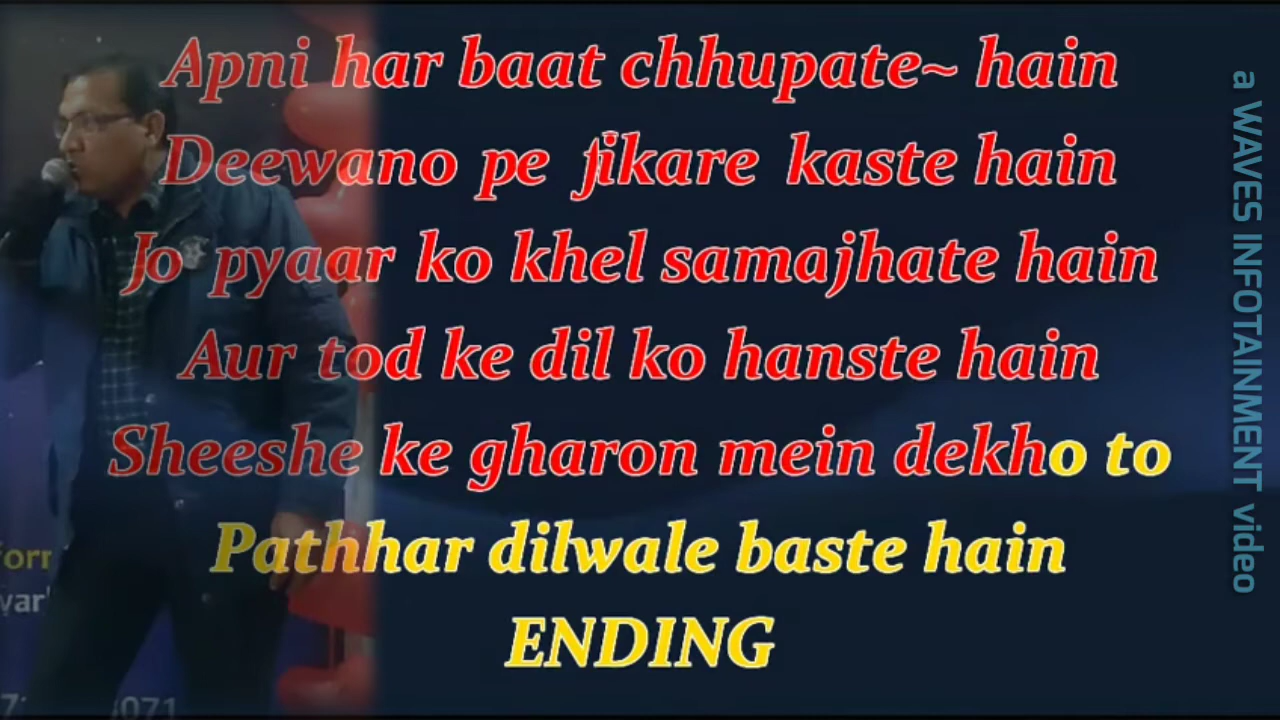 Apni har baat chhupate~ hain
Deewano pe fikare kaste hain
Jo pyaar ko khel samajhate hain
Aur tod ke dil ko hanste hain
Sheeshe ke gharon mein dekho to
Pathhar dilwale baste hain
ENDING
a WAVES INFOTAINMENT video